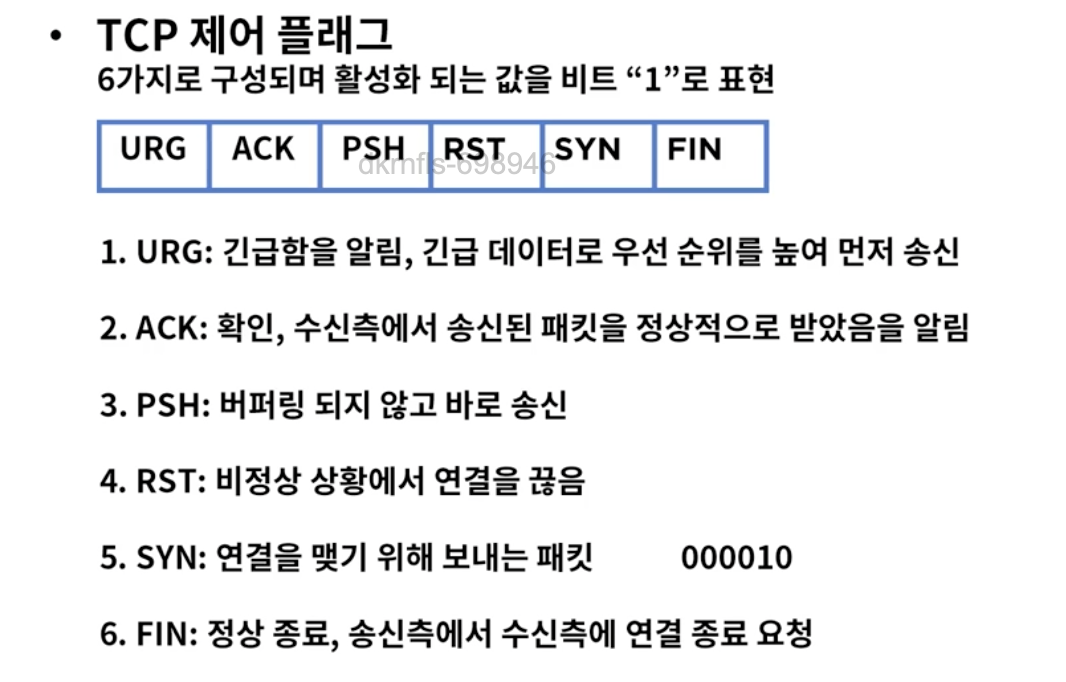 • TCP 제어 플래그
6가지로 구성되며 활성화 되는 값을 비트 “1”로 표현
URG ACK PSH RST SYN FIN
dkrnfls-698946
1. URG: 긴급함을 알림, 긴급 데이터로 우선 순위를 높여 먼저 송신
2. ACK: 확인, 수신측에서 송신된 패킷을 정상적으로 받았음을 알림
3. PSH: 버퍼링 되지 않고 바로 송신
4. RST: 비정상 상황에서 연결을 끊음
5. SYN: 연결을 맺기 위해 보내는 패킷 000010
6. FIN: 정상 종료, 송신측에서 수신측에 연결 종료 요청